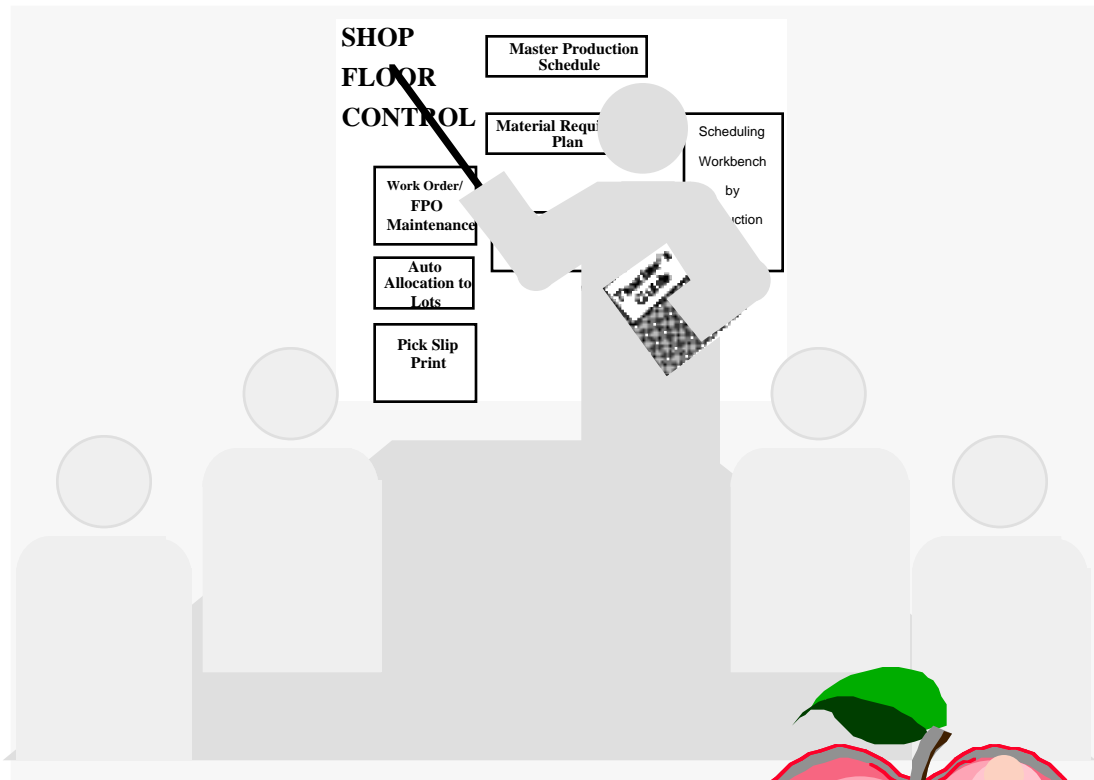 SHOP
FLOOR
CONTROL
Master Production
Schedule
Material Requi
Plan
Scheduling
Workbench
by
uction
Work Order/
FPO
Maintenance
Auto
Allocation to
Lots
Pick Slip
Print